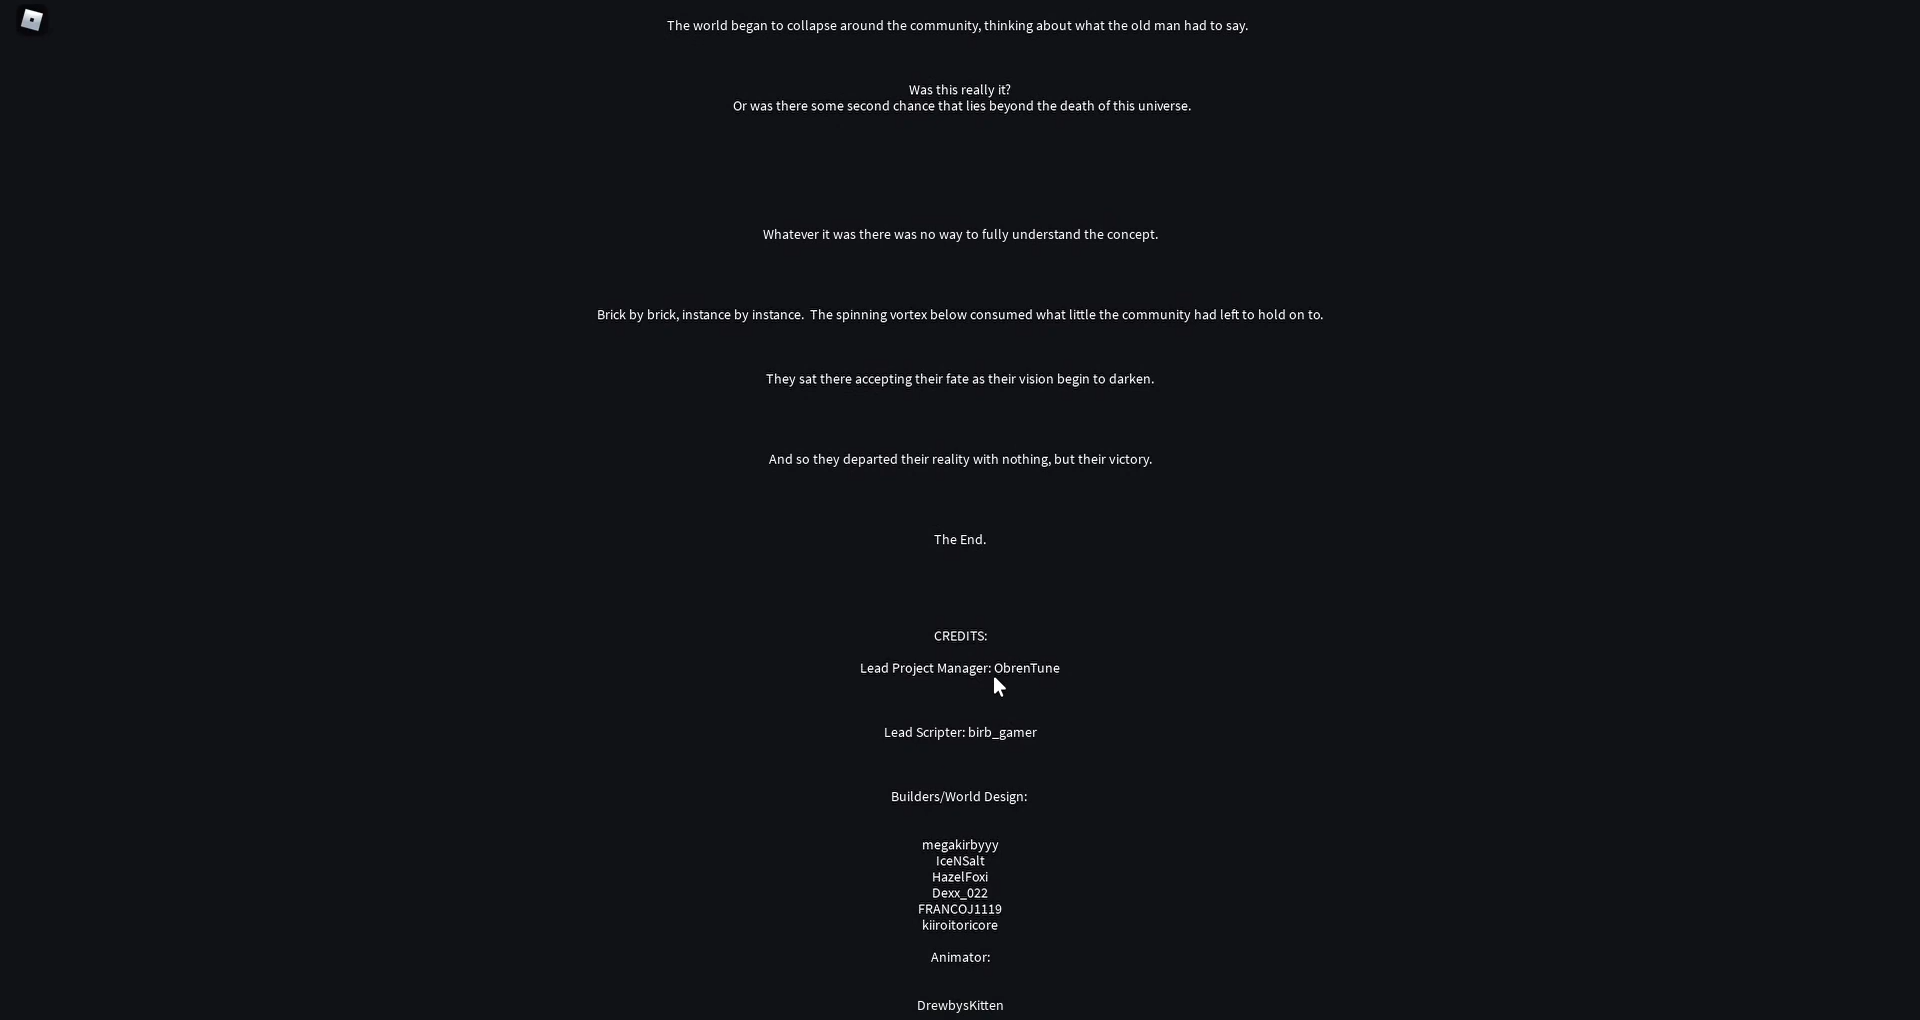 The world began to collapse around the community, thinking about what the old man had to say.
Was this really it?
Or was there some second chance that lies beyond the death of this universe.
Whatever it was there was no way to fully understand the concept.
Brick by brick, instance by instance.  The spinning vortex below consumed what little the community had left to hold on to.
They sat there accepting their fate as their vision begin to darken.
And so they departed their reality with nothing, but their victory.
The End.
CREDITS:
Lead Project Manager: ObrenTune
Lead Scripter: birb_gamer
Builders/World Design:
megakirbyyy
IceNSalt
HazelFoxi
Dexx_022
FRANCOJ1119
kiiroitoricore
Animator:
DrewbysKitten